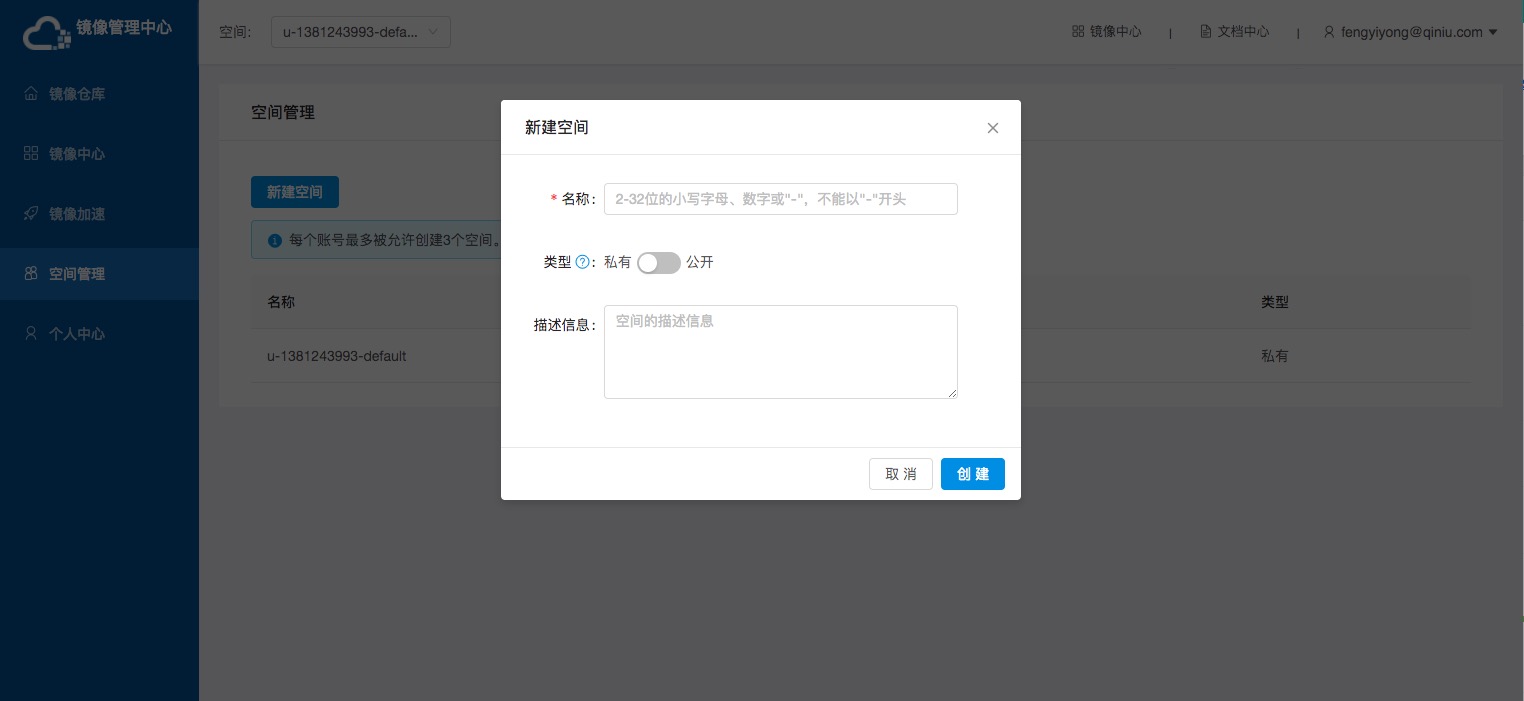 镜像管理中心
空间:
u-1381243993-defa...
镜像中心
|
文档中心
|
fengyiyong@qiniu.com
镜像仓库
镜像中心
镜像加速
空间管理
个人中心
空间管理
新建空间
每个账号最多被允许创建3个空间。
名称
类型
u-1381243993-default
私有
新建空间
* 名称:
2-32位的小写字母、数字或"-"，不能以"-"开头
类型 ? : 私有 公开
描述信息:
空间的描述信息
取 消
创 建